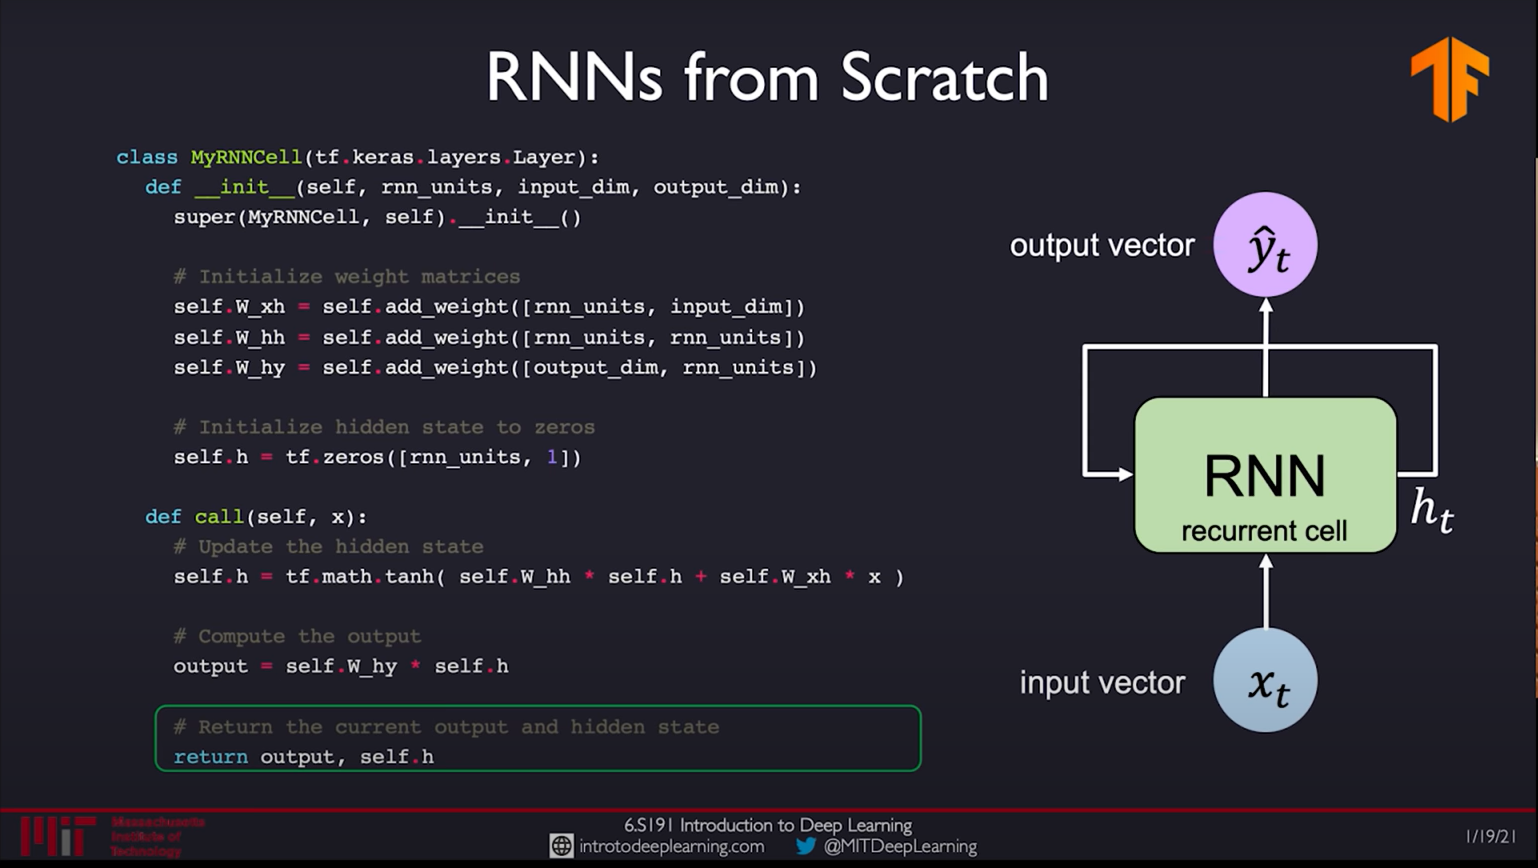 RNNs from Scratch
class MyRNNCell(tf.keras.layers.Layer):
def __init__(self, rnn_units, input_dim, output_dim):
super(MyRNNCell, self).__init__()
# Initialize weight matrices
self.W_xh = self.add_weight([rnn_units, input_dim])
self.W_hh = self.add_weight([rnn_units, rnn_units])
self.W_hy = self.add_weight([output_dim, rnn_units])
# Initialize hidden state to zeros
self.h = tf.zeros([rnn_units, 1])
def call(self, x):
# Update the hidden state
self.h = tf.math.tanh( self.W_hh * self.h + self.W_xh * x )
# Compute the output
output = self.W_hy * self.h
# Return the current output and hidden state
return output, self.h
output vector
ŷt
RNN
recurrent cell
ht
input vector
xt
MIT
Massachusetts
Institute of
Technology
6.S191 Introduction to Deep Learning
introtodeeplearning.com @MITDeepLearning
1/19/21